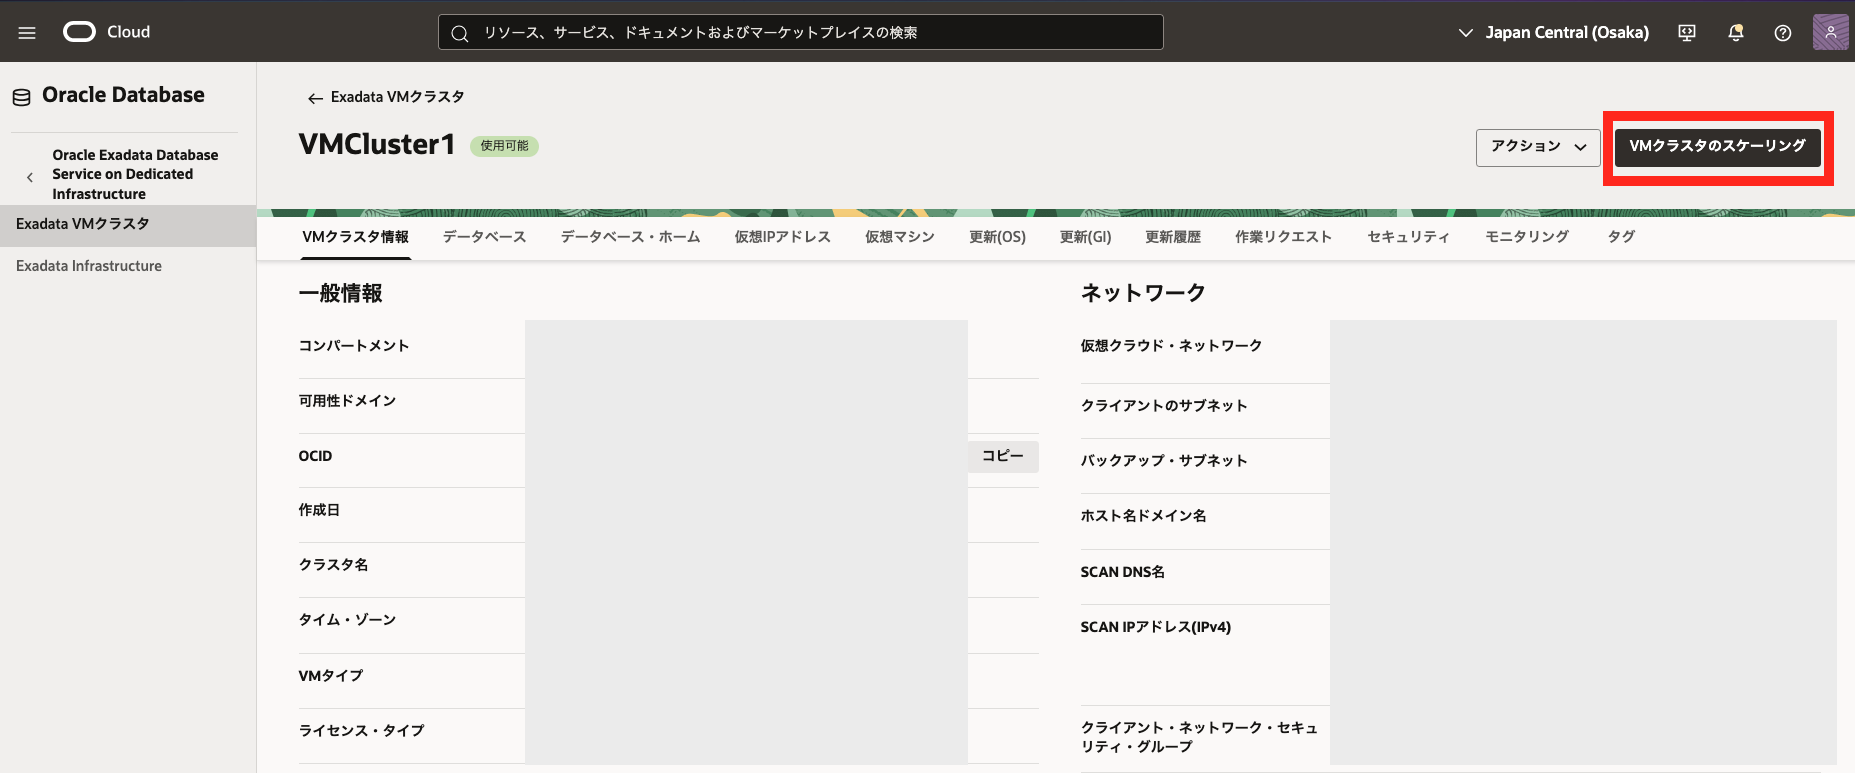 Cloud
リソース、サービス、ドキュメントおよびマーケットプレイスの検索
Japan Central (Osaka)
Oracle Database
Oracle Exadata Database
Service on Dedicated
Infrastructure
Exadata VMクラスタ
Exadata Infrastructure
Exadata VMクラスタ
VMCluster1
使用可能
アクション
VMクラスタのスケーリング
VMクラスタ情報
データベース
データベース・ホーム
仮想IPアドレス
仮想マシン
更新(OS)
更新(GI)
更新履歴
作業リクエスト
セキュリティ
モニタリング
タグ
一般情報
コンパートメント
可用性ドメイン
OCID
コピー
作成日
クラスタ名
タイム・ゾーン
VMタイプ
ライセンス・タイプ
ネットワーク
仮想クラウド・ネットワーク
クライアントのサブネット
バックアップ・サブネット
ホスト名ドメイン名
SCAN DNS名
SCAN IPアドレス(IPv4)
クライアント・ネットワーク・セキュ
リティ・グループ